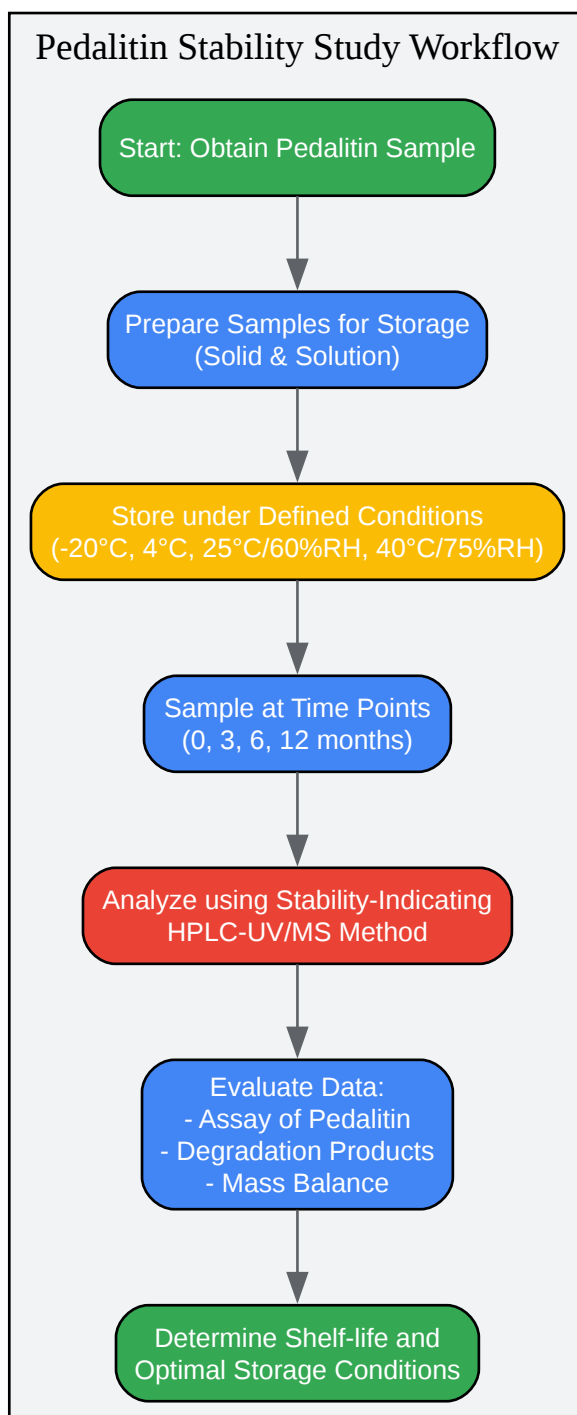 Pedalitin Stability Study Workflow
Start: Obtain Pedalitin Sample
Prepare Samples for Storage
(Solid & Solution)
Store under Defined Conditions
(-20°C, 4°C, 25°C/60%RH, 40°C/75%RH)
Sample at Time Points
(0, 3, 6, 12 months)
Analyze using Stability-Indicating
HPLC-UV/MS Method
Evaluate Data:
- Assay of Pedalitin
- Degradation Products
- Mass Balance
Determine Shelf-life and
Optimal Storage Conditions